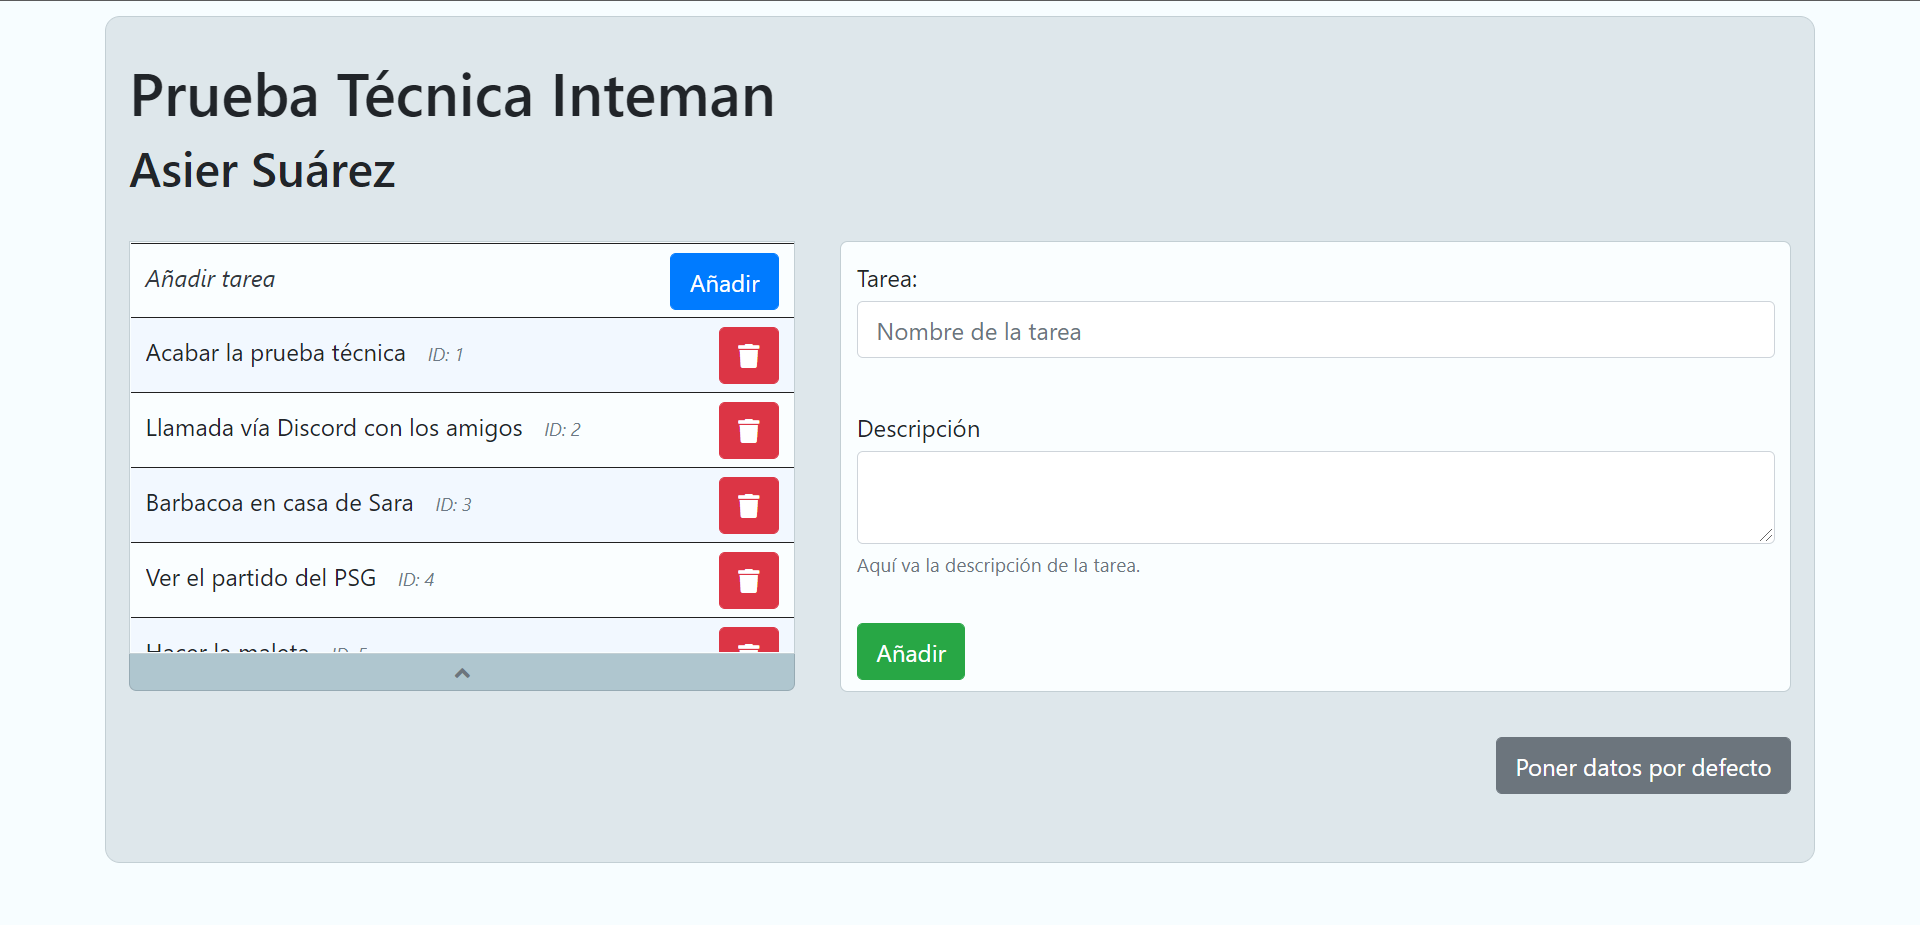 Prueba Técnica Inteman
Asier Suárez
Añadir tarea Añadir
Acabar la prueba técnica ID: 1
Llamada vía Discord con los amigos ID: 2
Barbacoa en casa de Sara ID: 3
Ver el partido del PSG ID: 4
Hacer la maleta ID: 5
Tarea:
Nombre de la tarea
Descripción
Aquí va la descripción de la tarea.
Añadir
Poner datos por defecto